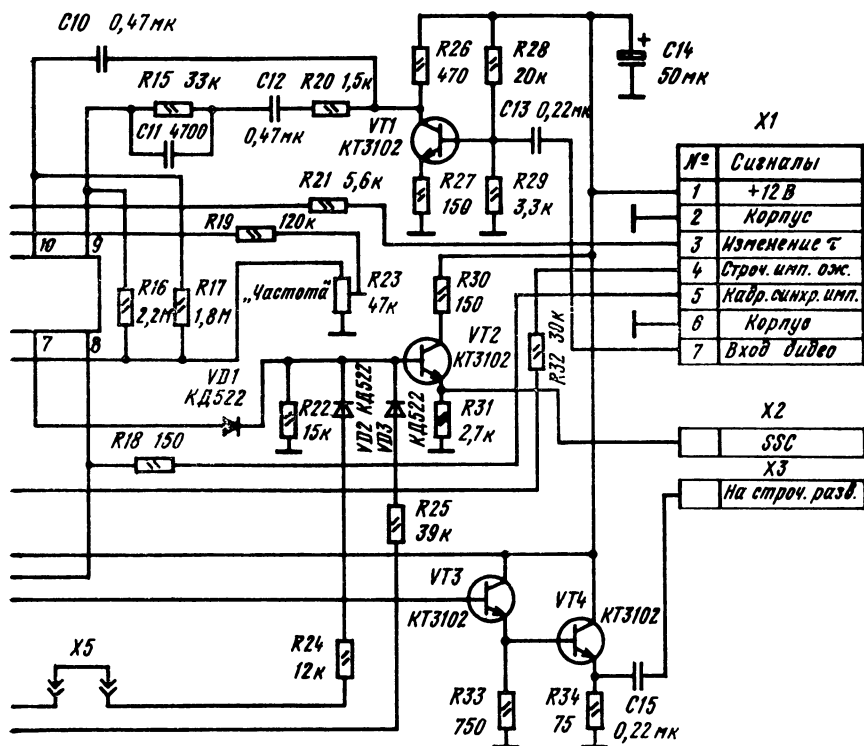 C10 0,47мк
R15 33к
C12
R20 1,5к
C11 4700
0,47мк
R26
470
R28
20к
+
C14
50мк
VT1
КТ3102
C13 0,22мк
R27
150
R29
3,3к
X1
№ Сигналы
1 +12В
2 Корпус
3 Изменение τ
4 Строч. имп. ож.
5 Кадр. синхр. имп.
6 Корпус
7 Вход видео
R21 5,6к
R19 120к
10
9
R16
2,2М
R17
1,8М
„Частота"
R23
47к
R30
150
7
8
VT2
КТ3102
R32 30к
VD1
КД522
R22
15к
VD2 КД522
VD3 КД522
R31
2,7к
R18 150
X2
SSC
X3
На строч. разв.
R25
39к
VT3
КТ3102
VT4
КТ3102
X5
R24
12к
R33
750
R34
75
C15
0,22мк